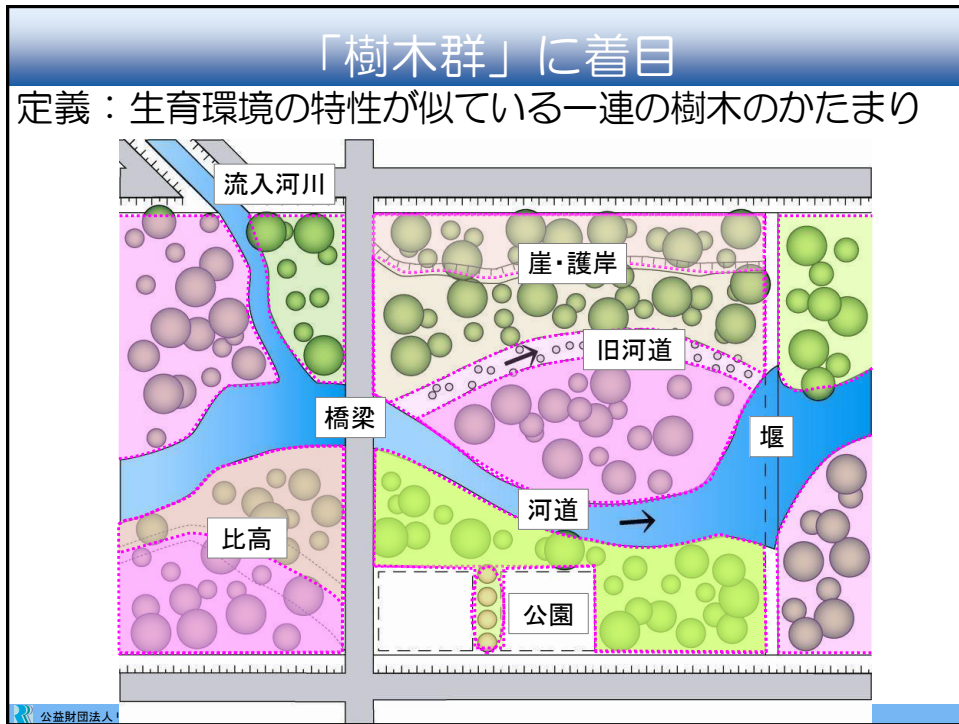 「樹木群」に着目
定義：生育環境の特性が似ている一連の樹木のかたまり
流入河川
崖・護岸
旧河道
橋梁
堰
河道
比高
公園
公益財団法人